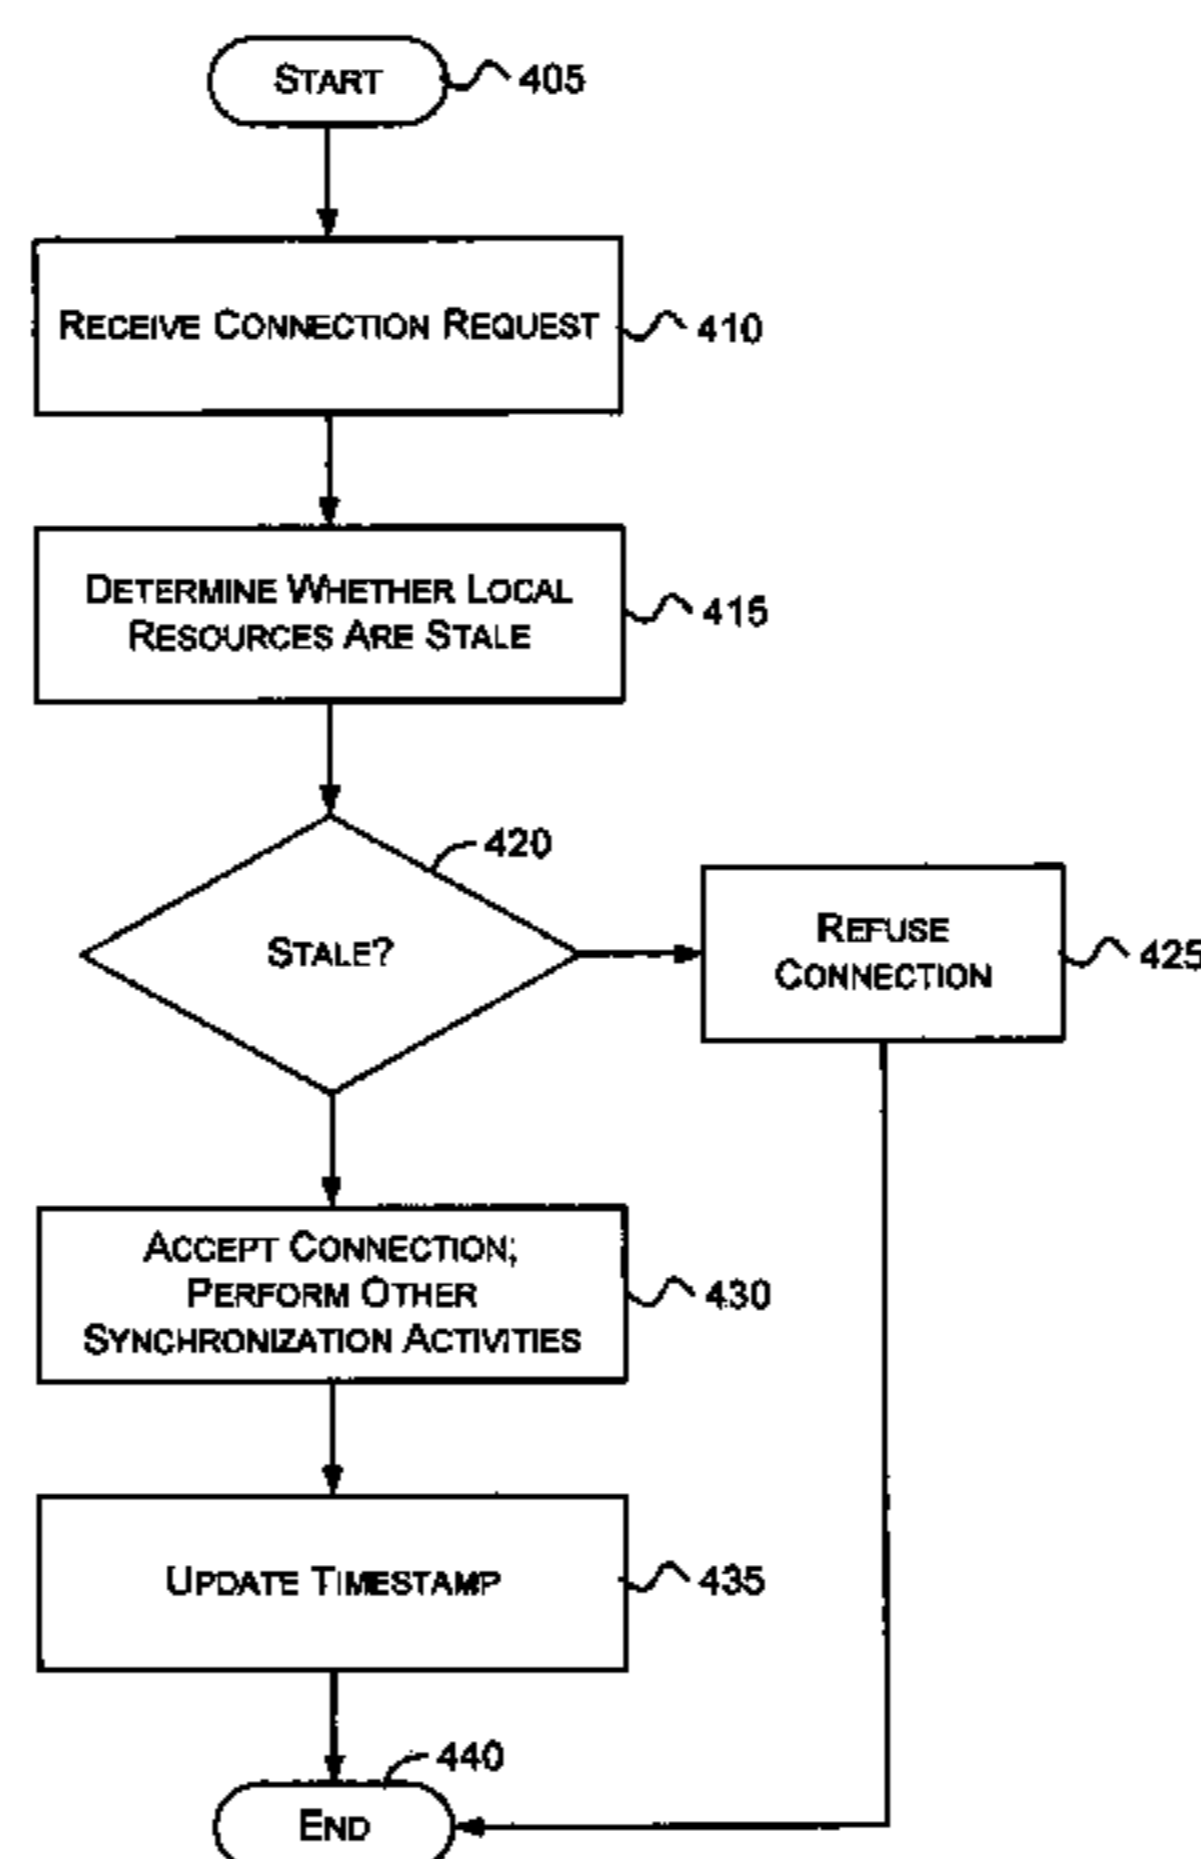 START
405
RECEIVE CONNECTION REQUEST
410
DETERMINE WHETHER LOCAL
RESOURCES ARE STALE
415
420
STALE?
REFUSE
CONNECTION
425
ACCEPT CONNECTION;
PERFORM OTHER
SYNCHRONIZATION ACTIVITIES
430
UPDATE TIMESTAMP
435
440
END